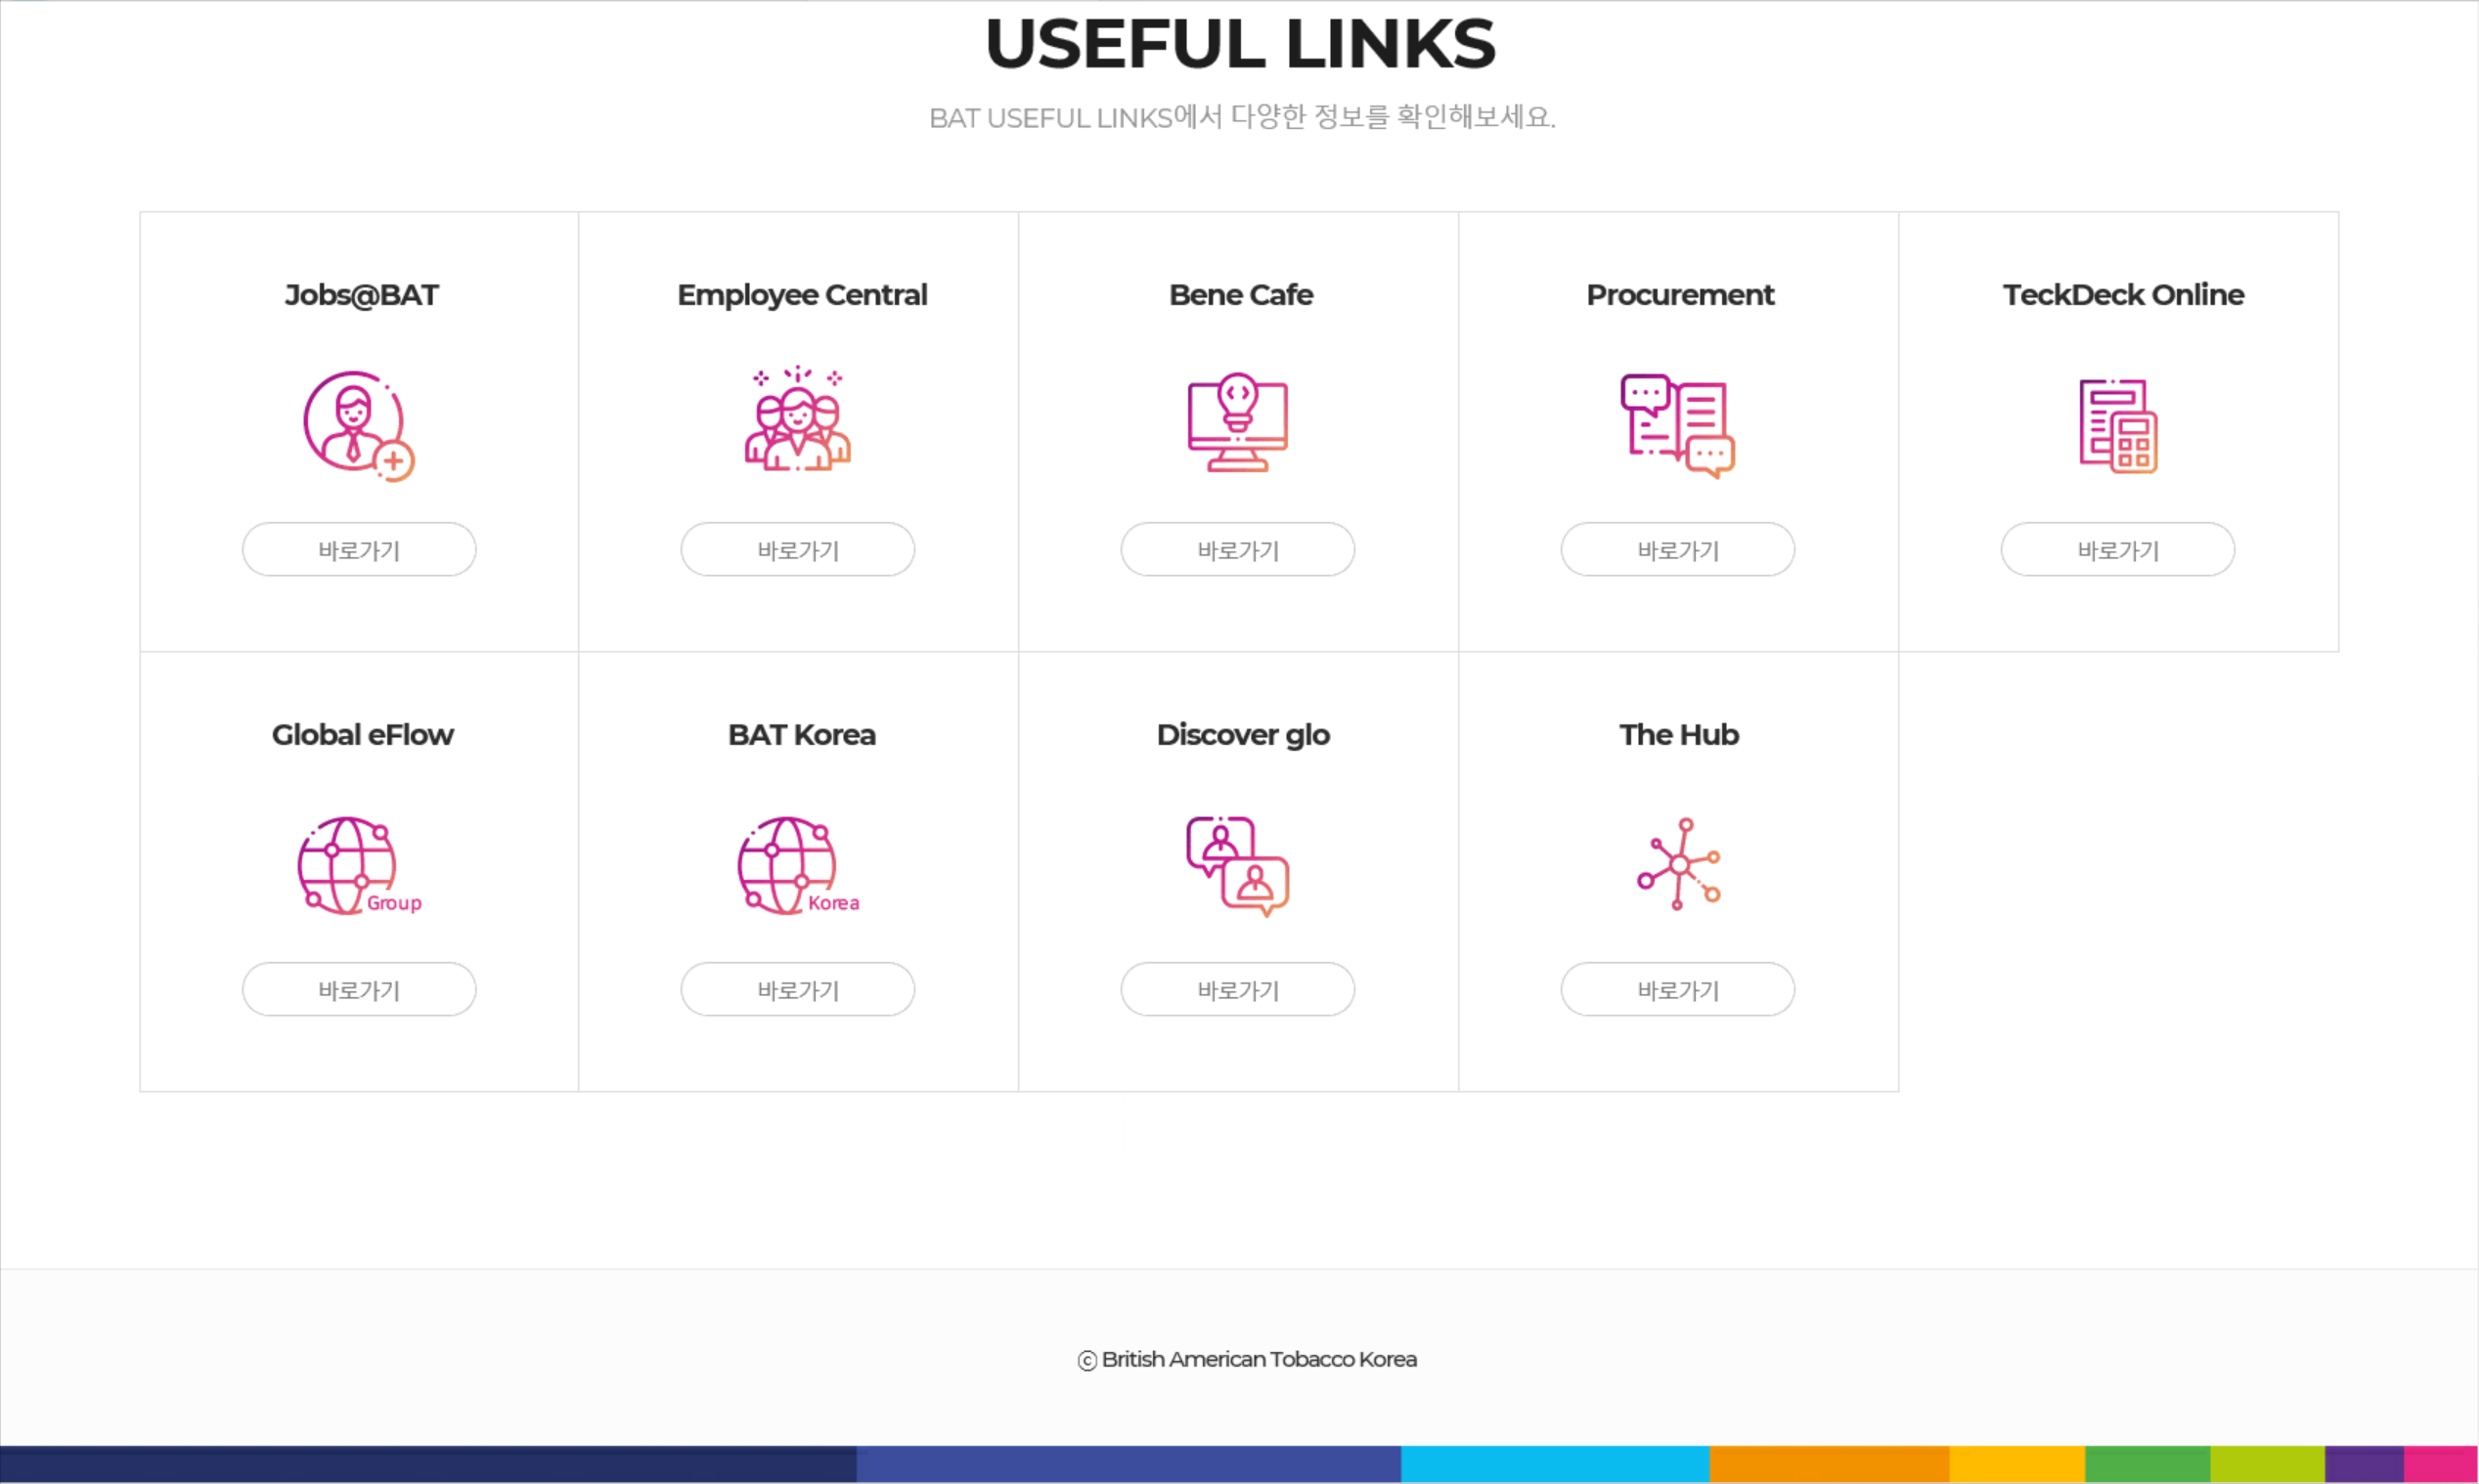 USEFUL LINKS
BAT USEFUL LINKS에서 다양한 정보를 확인해보세요.
Jobs@BAT
바로가기
Employee Central
바로가기
Bene Cafe
바로가기
Procurement
바로가기
TeckDeck Online
바로가기
Global eFlow
Group
바로가기
BAT Korea
Korea
바로가기
Discover glo
바로가기
The Hub
바로가기
ⓒ British American Tobacco Korea